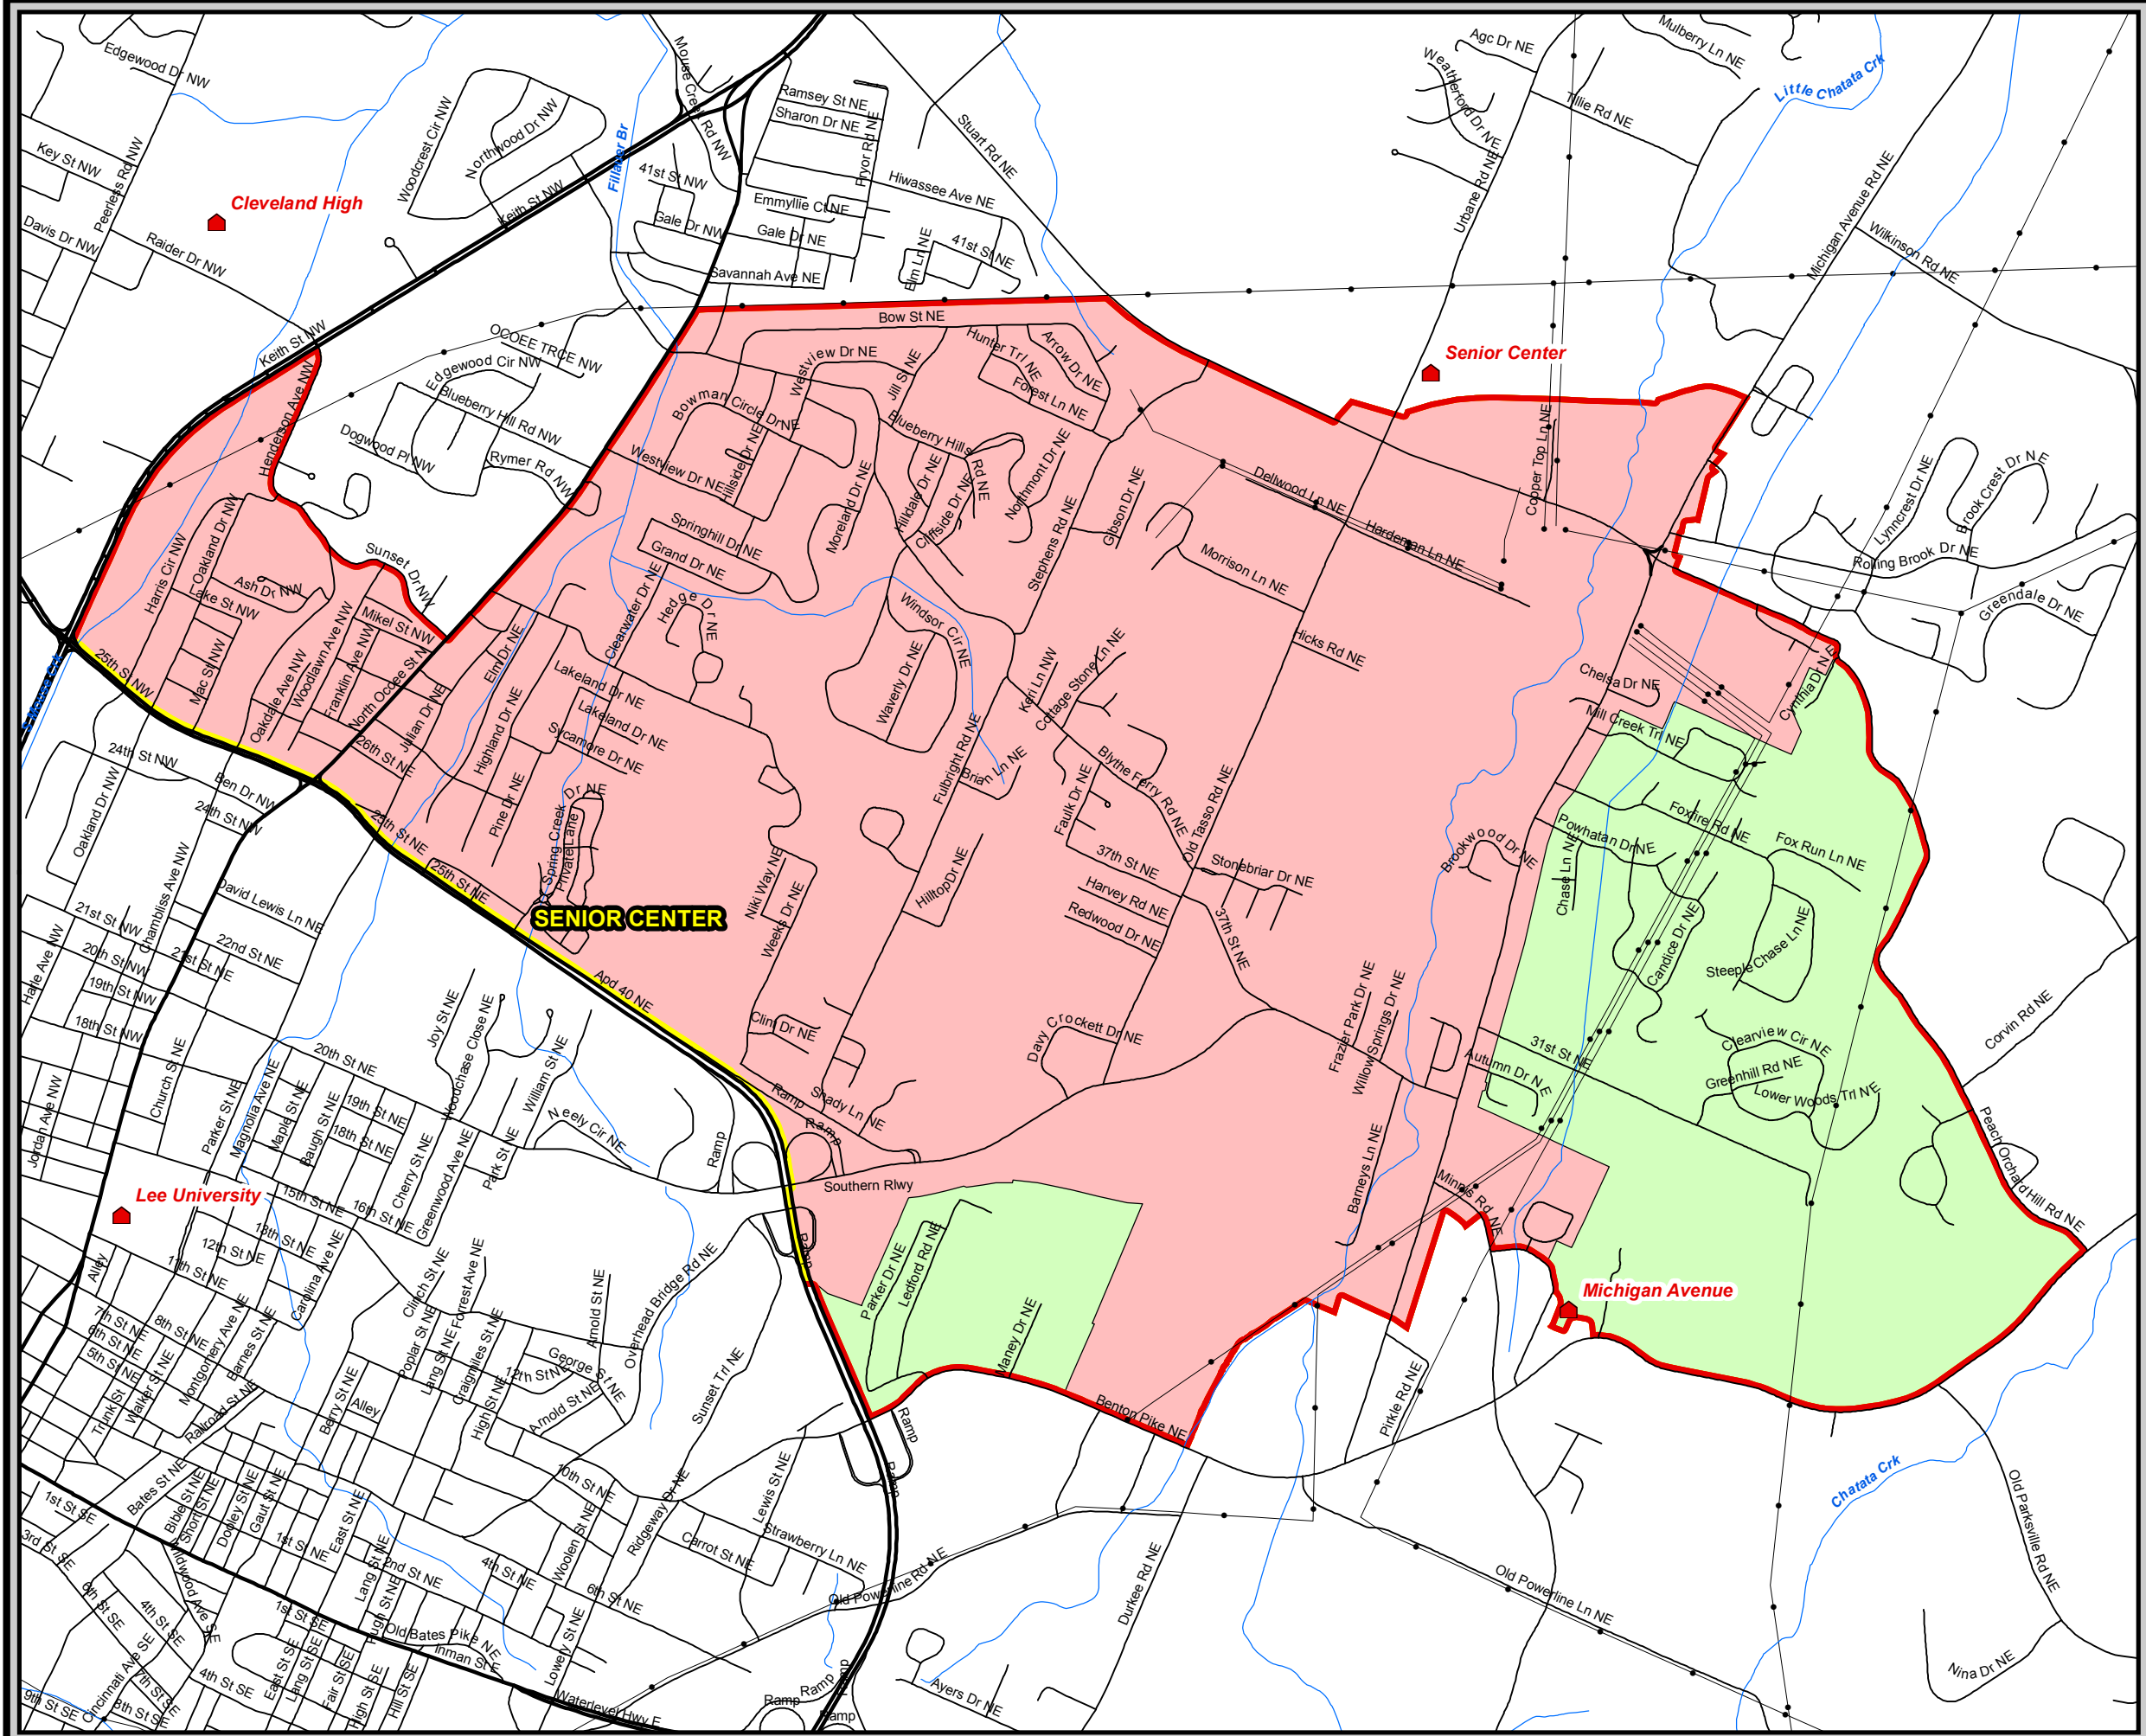 Edgewood Dr NW
Key St NW
Peerless Rd NW
Davis Dr NW
Raider Dr NW
Cleveland High
Woodcrest Cir NW
Northwood Dr NW
Keith St NW
Fillauer Br
Mouse Creek Rd NW
41st St NW
Gale Dr NW
Ramsey St NE
Sharon Dr NE
Pryor Rd NE
Emmyllie Ct NE
Gale Dr NE
Savannah Ave NE
Hiwassee Ave NE
Elm Ln NE
41st St NE
Stuart Rd NE
Agc Dr NE
Weatherford Dr NE
Mulberry Ln NE
Tillie Rd NE
Little Chatata Crk
Urbane Rd NE
Michigan Avenue Rd NE
Wilkinson Rd NE
Senior Center
Keith St NW
Henderson Ave NW
OCOEE TRCE NW
Edgewood Cir NW
Blueberry Hill Rd NW
Dogwood Pl NW
Rymer Rd NW
Sunset Dr NW
Bow St NE
Westview Dr NE
Jill St NE
Hunter Trl NE
Arrow Dr NE
Forest Ln NE
Bowman Circle Dr NE
Blueberry Hills Rd NE
Westview Dr NE
Hillside Dr NE
Moreland Dr NE
Hilldale Dr NE
Cliffside Dr NE
Northmont Dr NE
Springhill Dr NE
Grand Dr NE
Stephens Rd NE
Gibson Dr NE
Dellwood Ln NE
Hardeman Ln NE
Cooper Top Ln NE
Morrison Ln NE
Hicks Rd NE
Lynncrest Dr NE
Brook Crest Dr NE
Rolling Brook Dr NE
Greendale Dr NE
Harris Cir NW
Oakland Dr NW
Ash Dr NW
Lake St NW
Mac St NW
Mikel St NW
Oakdale Ave NW
Woodlawn Ave NW
Franklin Ave NW
North Ocoee St NW
26th St NE
Julian Dr NE
25th St NW
Elm Dr NE
Highland Dr NE
Clearwater Dr NE
Hedge Dr NE
Lakeland Dr NE
Lakeland Dr NE
Sycamore Dr NE
Pine Dr NE
Spring Creek Dr NE
Private Lane
Windsor Cir NE
Waverly Dr NE
Keri Ln NW
Cottage Stone Ln NE
Fulbright Rd NE
Brian Ln NE
Blythe Ferry Rd NE
Faulk Dr NE
Old Tasso Rd NE
Chelsa Dr NE
Mill Creek Trl NE
Cynthia Dr NE
Foxfire Rd NE
Powhatan Dr NE
Fox Run Ln NE
Brookwood Dr NE
Chase Ln NE
Candice Dr NE
Steeple Chase Ln NE
24th St NW
Ben Dr NW
24th St NW
Oakland Dr NW
25th St NE
25th St NE
SENIOR CENTER
Niki Way NE
Weeks Dr NE
Hilltop Dr NE
37th St NE
Harvey Rd NE
Redwood Dr NE
Stonebriar Dr NE
37th St NE
David Lewis Ln NE
Chambliss Ave NW
21st St NW
20th St NW
19th St NW
18th St NW
Halle Ave NW
22nd St NE
21st St NE
Apd 40 NE
Clint Dr NE
Davy Crockett Dr NE
Frazier Park Dr NE
Willow Springs Dr NE
Autumn Dr NE
31st St NE
Clearview Cir NE
Greenhill Rd NE
Lower Woods Trl NE
Corvin Rd NE
Jordan Ave NW
Church St NE
Parker St NE
Magnolia Ave NE
Maple St NE
Baugh St NE
20th St NE
19th St NE
18th St NE
Joy St NE
Woodchase Close NE
William St NE
Neely Cir NE
Cherry St NE
Greenwood Ave NE
Park St NE
Ramp
Ramp
Ramp
Shady Ln NE
Southern Rlwy
Barneys Ln NE
Minnis Rd NE
Peach Orchard Hill Rd NE
Lee University
15th St NE
16th St NE
13th St NE
12th St NE
11th St NE
Alley
Carolina Ave NE
Clinch St NE
Forrest Ave NE
Arnold St NE
Overhead Bridge Rd NE
Ramp
Parker Dr NE
Ledford Rd NE
Maney Dr NE
Michigan Avenue
7th St NE
6th St NE
5th St NE
8th St NE
Trunk St
Walker St NE
Montgomery Ave NE
Barnes St NE
Railroad St NE
Berry St NE
Alley
Poplar St NE
Lang St NE
Craigmiles St NE
High St NE
12th St NE
George St NE
Arnold St NE
Sunset Trl NE
Ramp
Ramp
Benton Pike NE
Pirkle Rd NE
Chatata Crk
Old Parksville Rd NE
1st St SE
3rd St SE
Bates St NE
Bible St NE
Short St NE
Dooley St NE
Gaut St NE
1st St NE
East St NE
Lang St NE
2nd St NE
Hugh St NE
10th St NE
Woolen St NE
Ridgeway Dr NE
Lewis St NE
Carrot St NE
Strawberry Ln NE
4th St NE
6th St NE
Old Powerline Rd NE
Durkee Rd NE
Old Powerline Ln NE
Nina Dr NE
Wildwood Ave SE
6th St SE
4th St SE
7th St SE
8th St SE
9th St SE
Cincinnati Ave SE
4th St SE
1st St SE
East St SE
Lang St SE
Fair St SE
High St SE
Hill St SE
Old Bates Pike NE
Inman St E
Lowery St NE
Waterlevel Hwy E
Ramp
Ramp
Ramp
Ramp
Ayers Dr NE